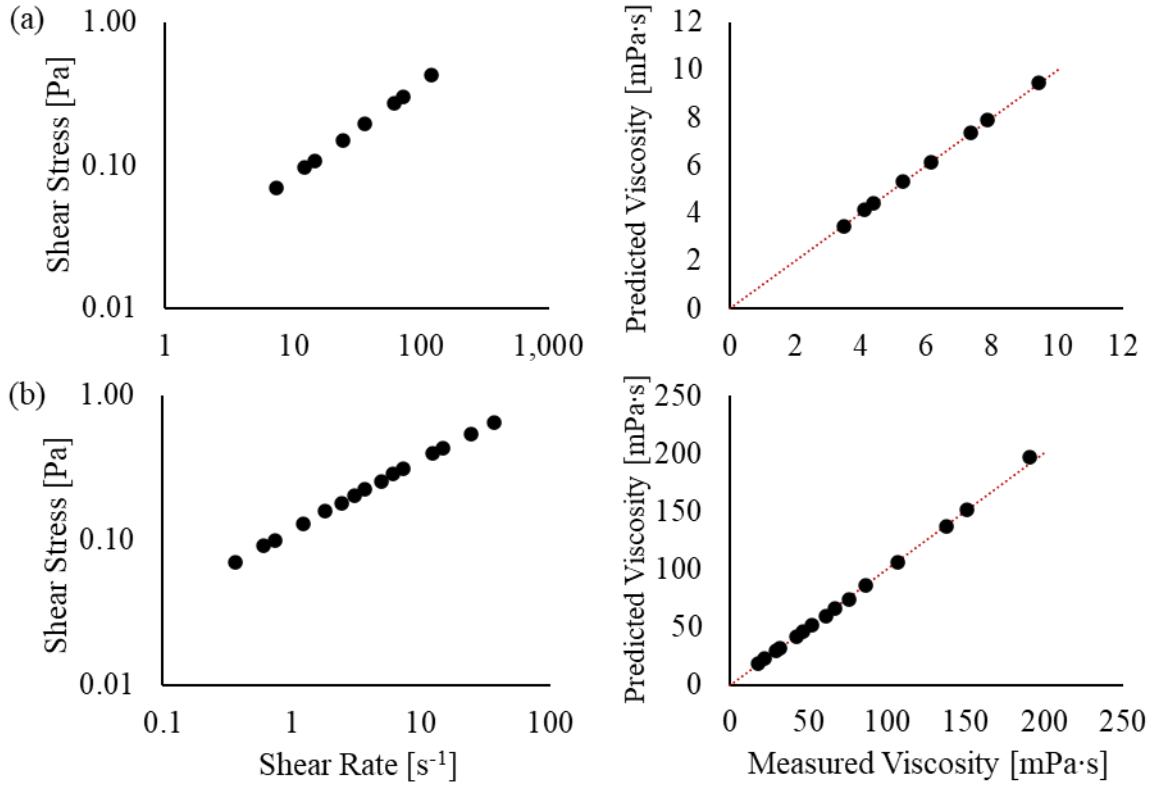 (a)
Shear Stress [Pa]
1.00
0.10
0.01
1 10 100 1,000
Predicted Viscosity [mPa·s]
12
10
8
6
4
2
0
0 2 4 6 8 10 12
(b)
Shear Stress [Pa]
1.00
0.10
0.01
0.1 1 10 100
Shear Rate [s⁻¹]
Predicted Viscosity [mPa·s]
250
200
150
100
50
0
0 50 100 150 200 250
Measured Viscosity [mPa·s]